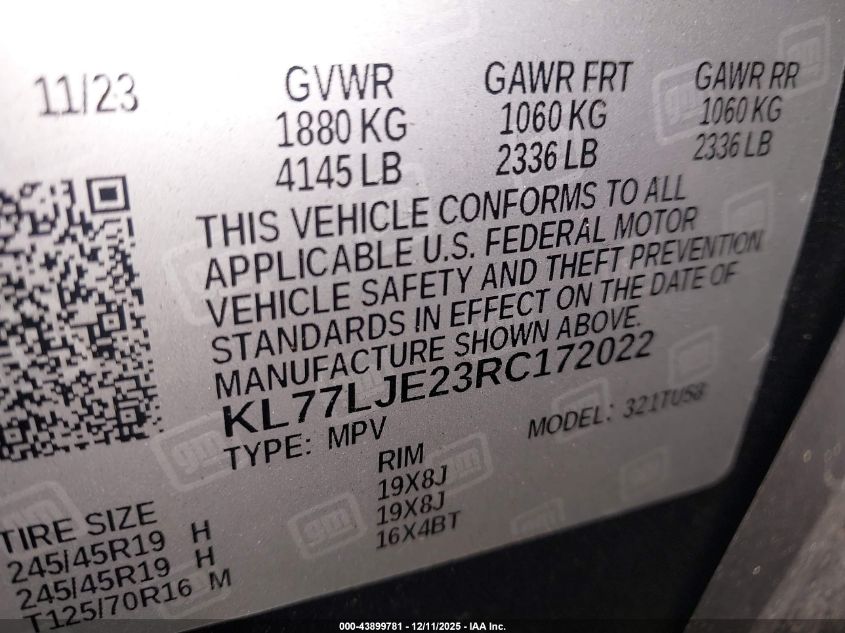 11/23 GVWR GAWR FRT GAWR RR
1880 KG 1060 KG 1060 KG
4145 LB 2336 LB 2336 LB
THIS VEHICLE CONFORMS TO ALL
APPLICABLE U.S. FEDERAL MOTOR
VEHICLE SAFETY AND THEFT PREVENTION
STANDARDS IN EFFECT ON THE DATE OF
MANUFACTURE SHOWN ABOVE.
KL77LJE23RC172022
TYPE: MPV MODEL: 321TU58
TIRE SIZE RIM
245/45R19 H 19X8J
245/45R19 H 19X8J
T125/70R16 M 16X4BT
gm
gm
gm
000-43899781 - 12/11/2025 - IAA Inc.